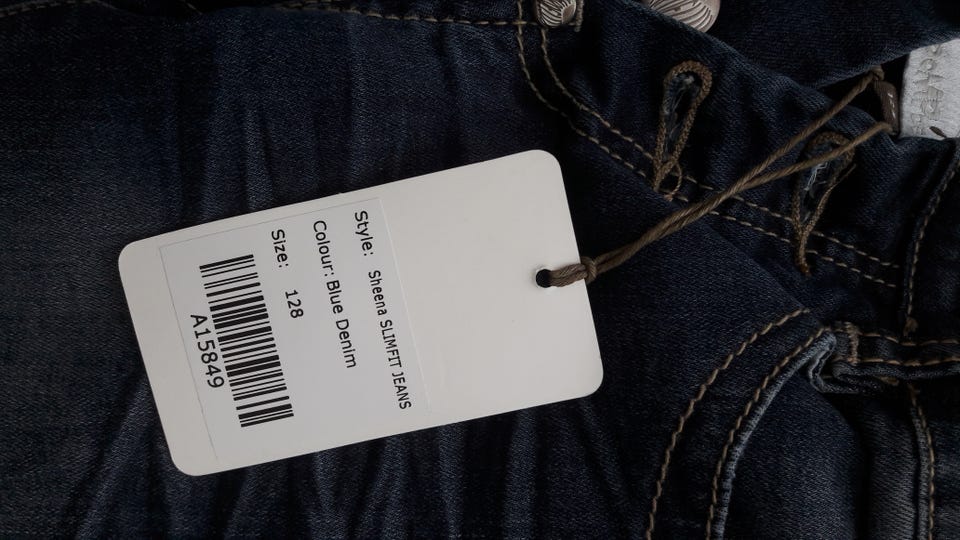 Style: Sheena SLIMFIT JEANS
Colour: Blue Denim
Size: 128
A15849